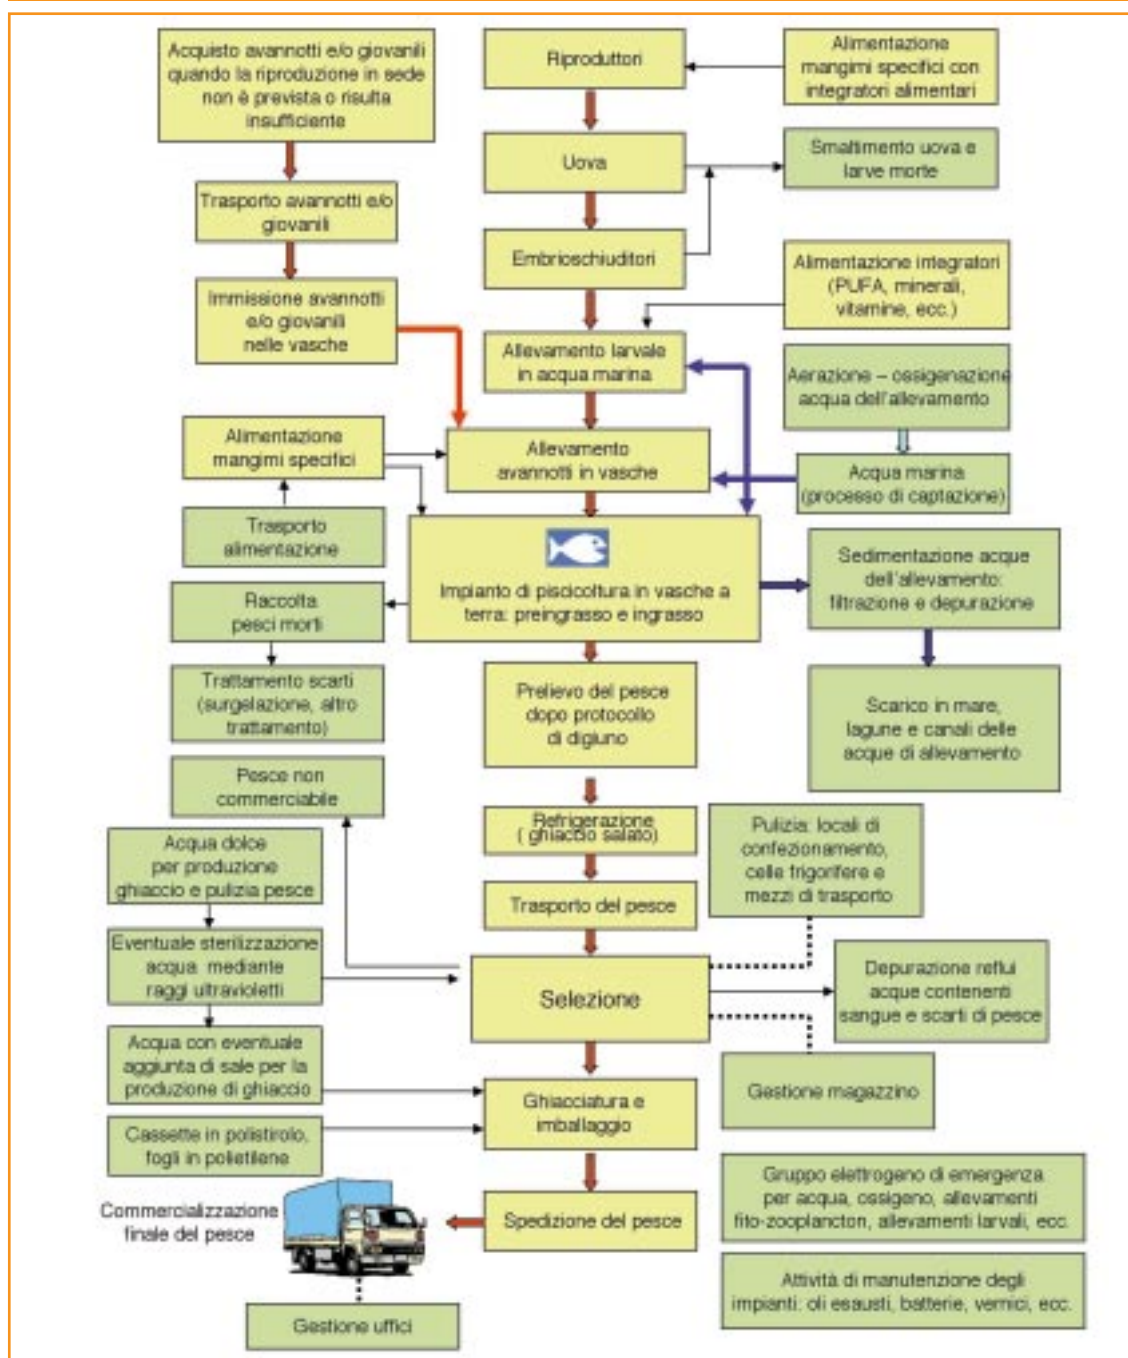 Acquisto avannotti e/o giovanili
quando la riproduzione in sede
non è prevista o risulta
insufficiente
Riproduttori
Alimentazione
mangimi specifici con
integratori alimentari
Uova
Smaltimento uova e
larve morte
Trasporto avannotti e/o
giovanili
Embrioschiuditori
Alimentazione integratori
(PUFA, minerali,
vitamine, ecc.)
Immissione avannotti
e/o giovanili
nelle vasche
Allevamento larvale
in acqua marina
Aerazione – ossigenazione
acqua dell'allevamento
Alimentazione
mangimi specifici
Allevamento
avannotti in vasche
Acqua marina
(processo di captazione)
Trasporto
alimentazione
Impianto di piscicoltura in vasche a
terra: preingrasso e ingrasso
Sedimentazione acque
dell'allevamento:
filtrazione e depurazione
Raccolta
pesci morti
Trattamento scarti
(surgelazione, altro
trattamento)
Prelievo del pesce
dopo protocollo
di digiuno
Scarico in mare,
lagune e canali delle
acque di allevamento
Pesce non
commerciabile
Refrigerazione
( ghiaccio salato)
Pulizia: locali di
confezionamento,
celle frigorifere e
mezzi di trasporto
Acqua dolce
per produzione
ghiaccio e pulizia pesce
Trasporto del pesce
Eventuale sterilizzazione
acqua mediante
raggi ultravioletti
Selezione
Depurazione reflui
acque contenenti
sangue e scarti di pesce
Acqua con eventuale
aggiunta di sale per la
produzione di ghiaccio
Ghiacciatura e
imballaggio
Gestione magazzino
Cassette in polistirolo,
fogli in polietilene
Gruppo elettrogeno di emergenza
per acqua, ossigeno, allevamenti
fito-zooplancton, allevamenti larvali, ecc.
Commercializzazione
finale del pesce
Spedizione del pesce
Attività di manutenzione degli
impianti: oli esausti, batterie, vernici, ecc.
Gestione uffici